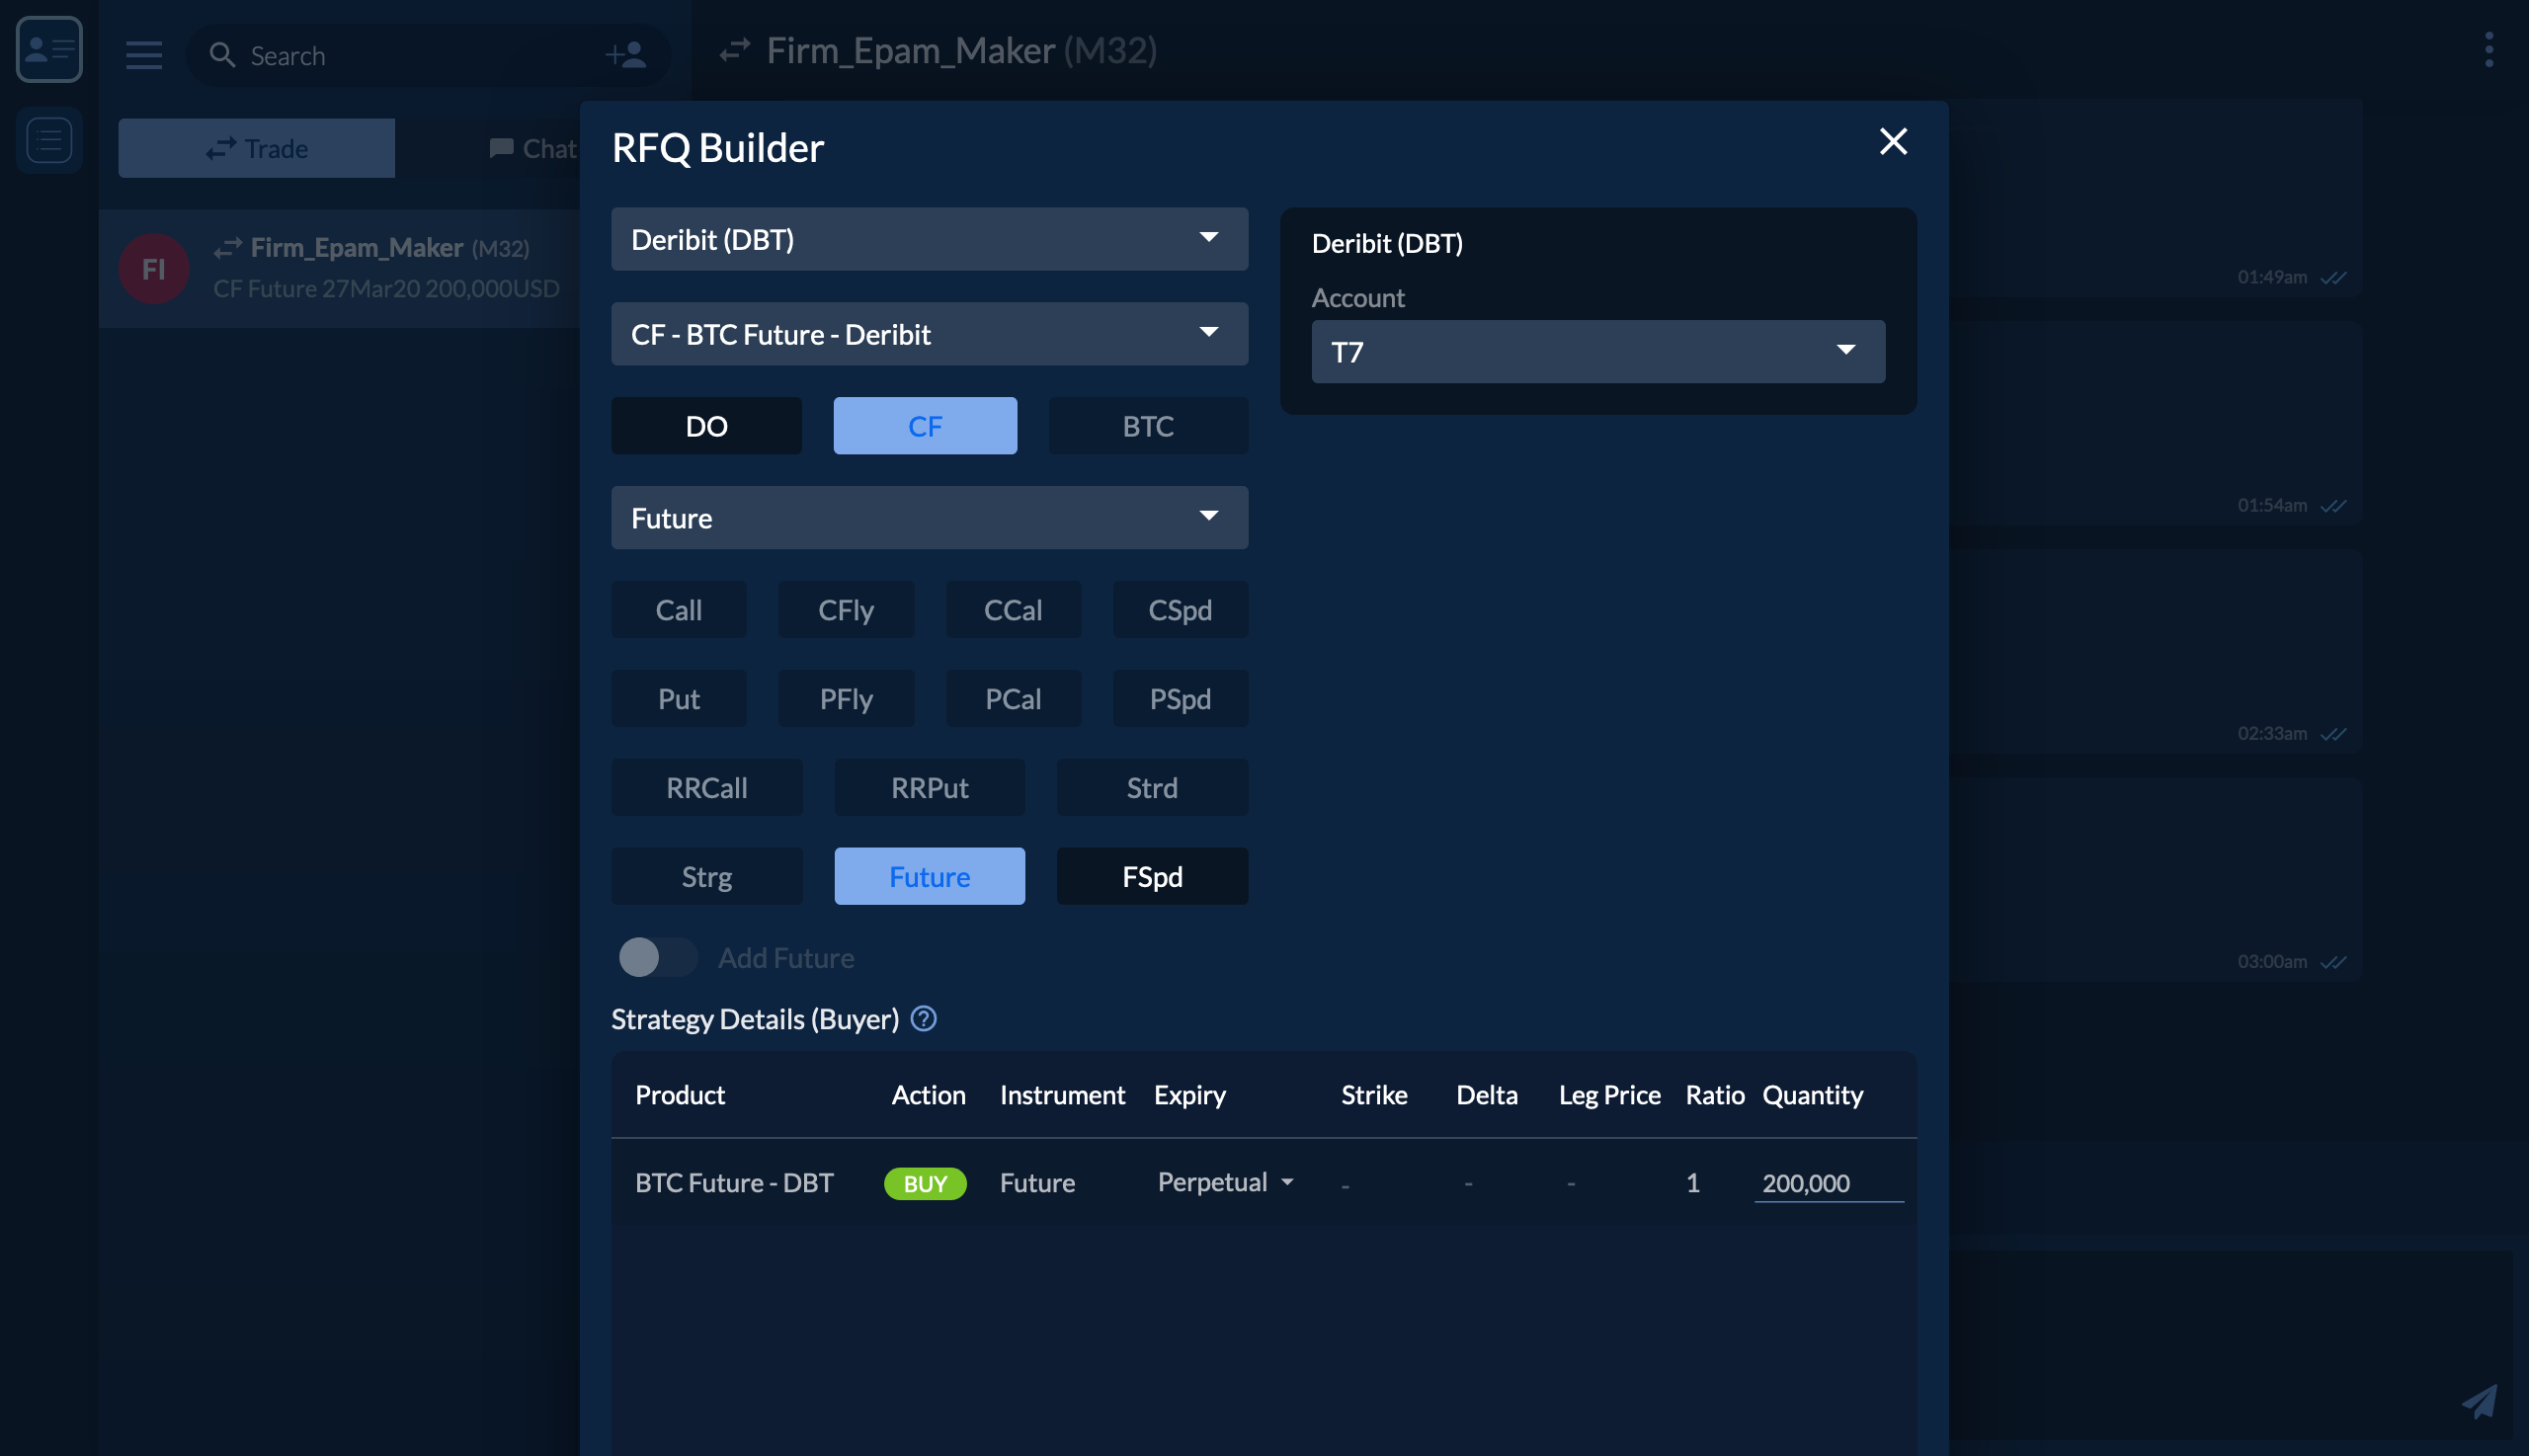 Search
Firm_Epam_Maker (M32)
Trade
Chat
FI
Firm_Epam_Maker (M32)
CF Future 27Mar20 200,000USD
RFQ Builder
Deribit (DBT)
CF - BTC Future - Deribit
DO CF BTC
Future
Call CFly CCal CSpd
Put PFly PCal PSpd
RRCall RRPut Strd
Strg Future FSpd
Add Future
Deribit (DBT)
Account
T7
Strategy Details (Buyer) ?
Product Action Instrument Expiry Strike Delta Leg Price Ratio Quantity
BTC Future - DBT BUY Future Perpetual - - - 1 200,000
01:49am
01:54am
02:33am
03:00am